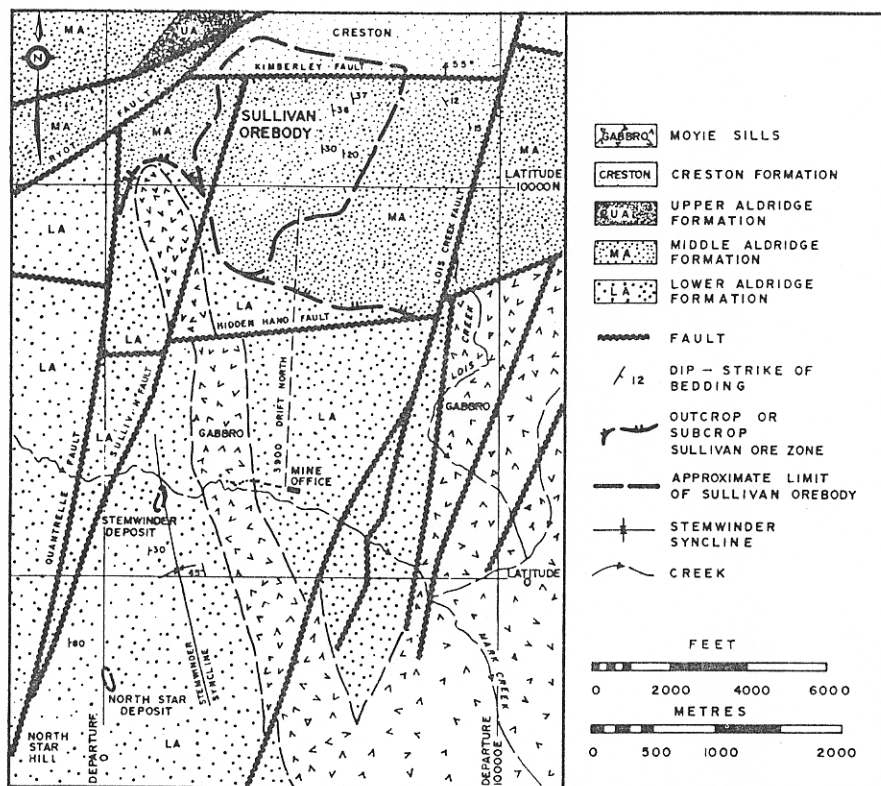 MA
UA
CRESTON
N
KIMBERLEY FAULT
55°
FAULT
MA
MA
SULLIVAN
OREBODY
37
38
12
15
30
20
MA
LATITUDE
10000N
MA
LA
LOIS CREEK FAULT
LA
HIDDEN HAND FAULT
LA
LA
LOIS
CREEK
SULLIVAN FAULT
3900 DRIFT NORTH
LA
GABBRO
GABBRO
LA
MINE
OFFICE
QUANTRELLE FAULT
STEMWINDER
DEPOSIT
30
45
LATITUDE
0
80
STEMWINDER
SYNCLINE
MARK CREEK
NORTH STAR
DEPOSIT
NORTH
STAR
HILL
DEPARTURE
0
LA
DEPARTURE
10000E
GABBRO MOYIE SILLS
CRESTON CRESTON FORMATION
UA UPPER ALDRIDGE
FORMATION
MA MIDDLE ALDRIDGE
FORMATION
LA LOWER ALDRIDGE
FORMATION
FAULT
12 DIP – STRIKE OF
BEDDING
OUTCROP OR
SUBCROP
SULLIVAN ORE ZONE
APPROXIMATE LIMIT
OF SULLIVAN OREBODY
STEMWINDER
SYNCLINE
CREEK
FEET
0 2000 4000 6000
METRES
0 500 1000 2000